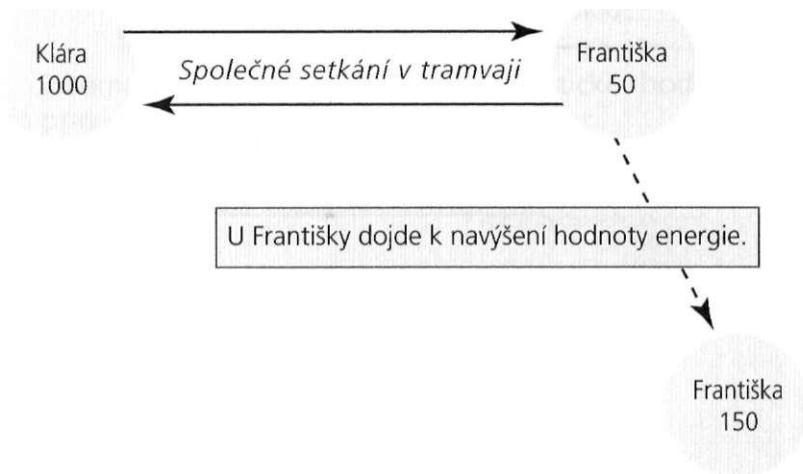 Klára
1000
Společné setkání v tramvaji
Františka
50
U Františky dojde k navýšení hodnoty energie.
Františka
150